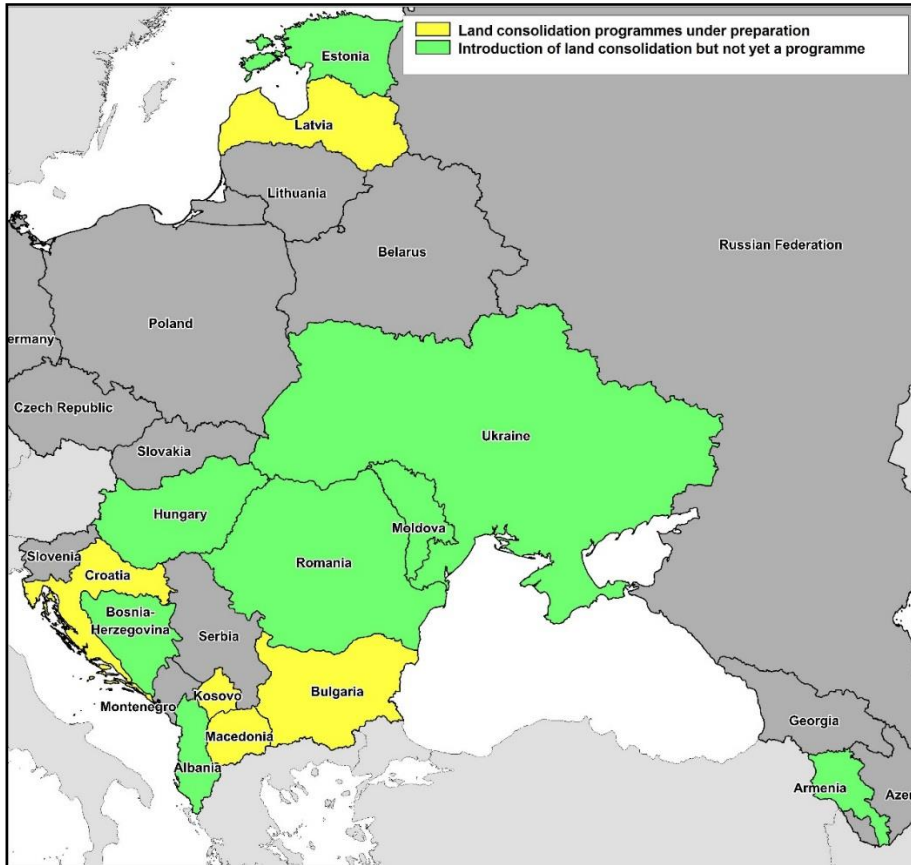 Land consolidation programmes under preparation
Introduction of land consolidation but not yet a programme
Estonia
Latvia
Lithuania
Belarus
Russian Federation
Poland
ermany
Czech Republic
Slovakia
Ukraine
Hungary
Moldova
Romania
Slovenia
Croatia
Bosnia-
Herzegovina
Serbia
Kosovo
Bulgaria
Montenegro
Macedonia
Albania
Georgia
Armenia
Azer